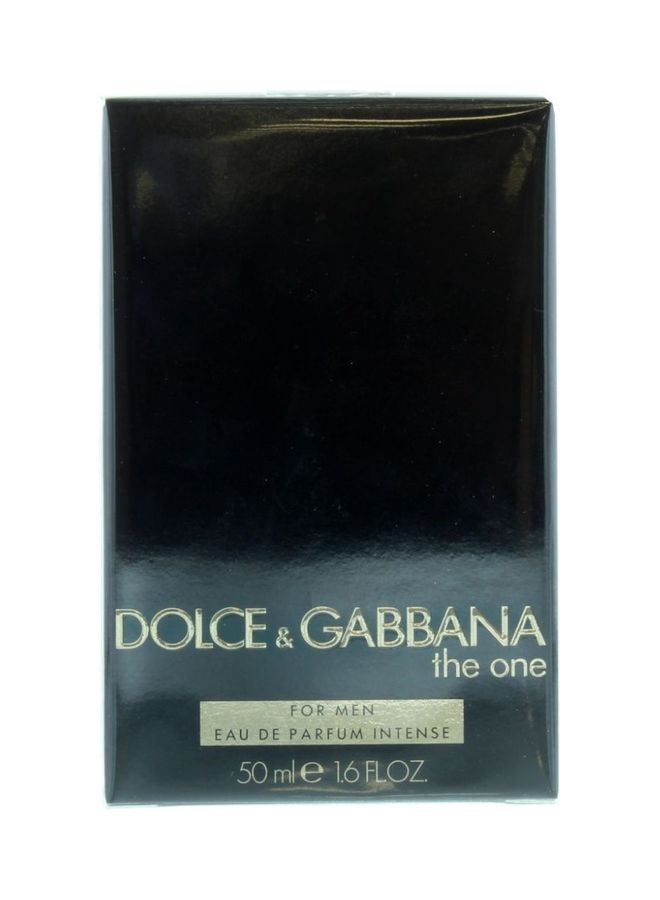 DOLCE & GABBANA
the one
FOR MEN
EAU DE PARFUM INTENSE
50 ml e 1.6 FL.OZ.